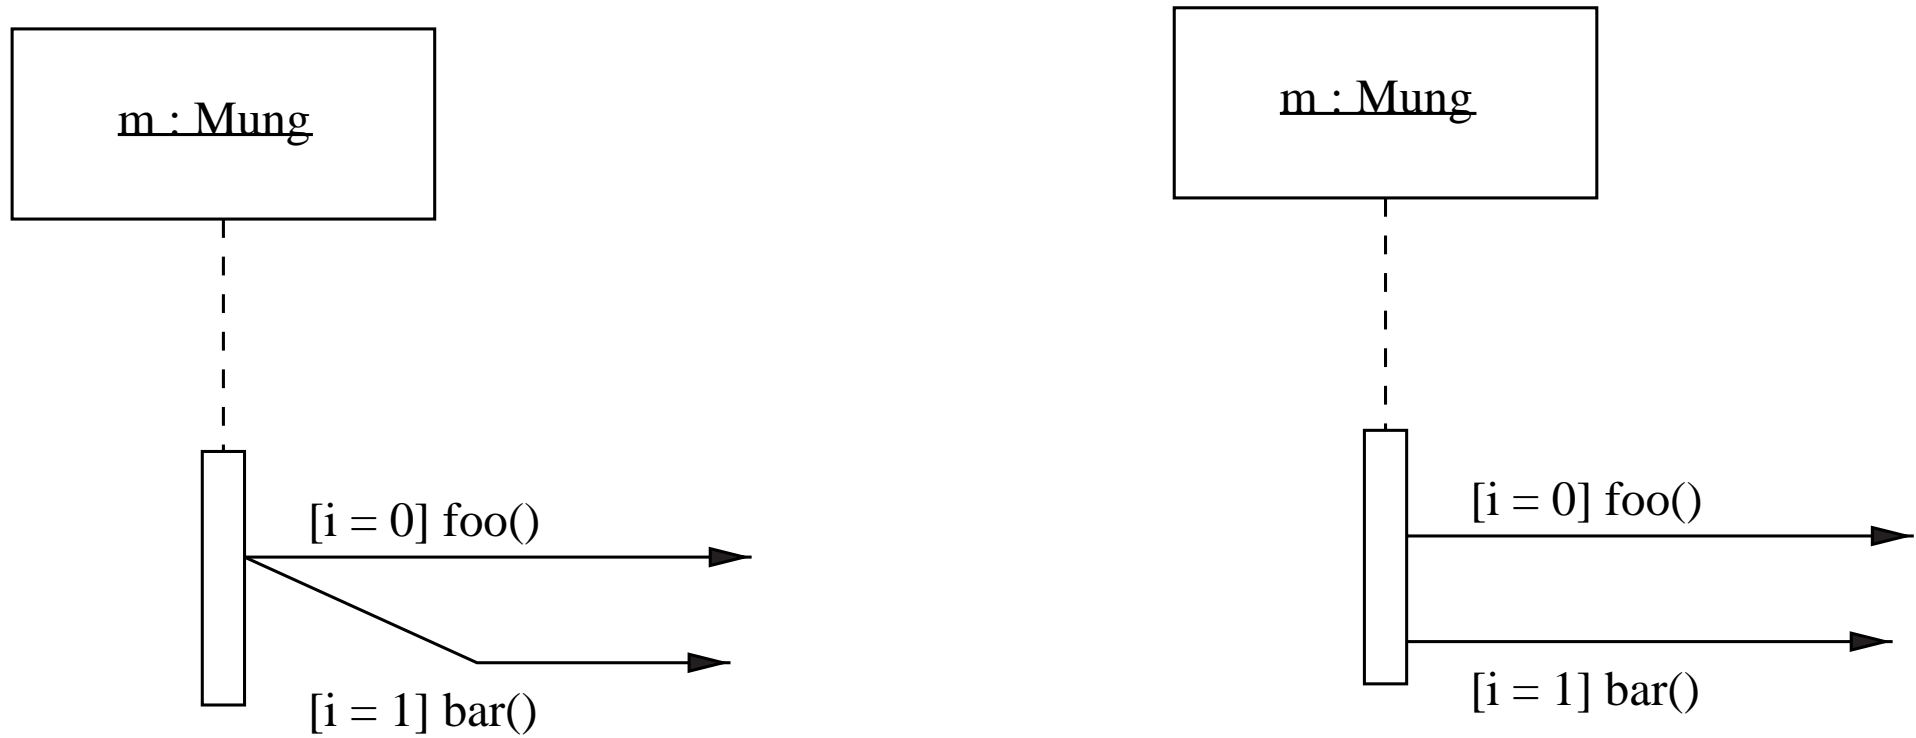 m : Mung
[i = 0] foo()
[i = 1] bar()
m : Mung
[i = 0] foo()
[i = 1] bar()